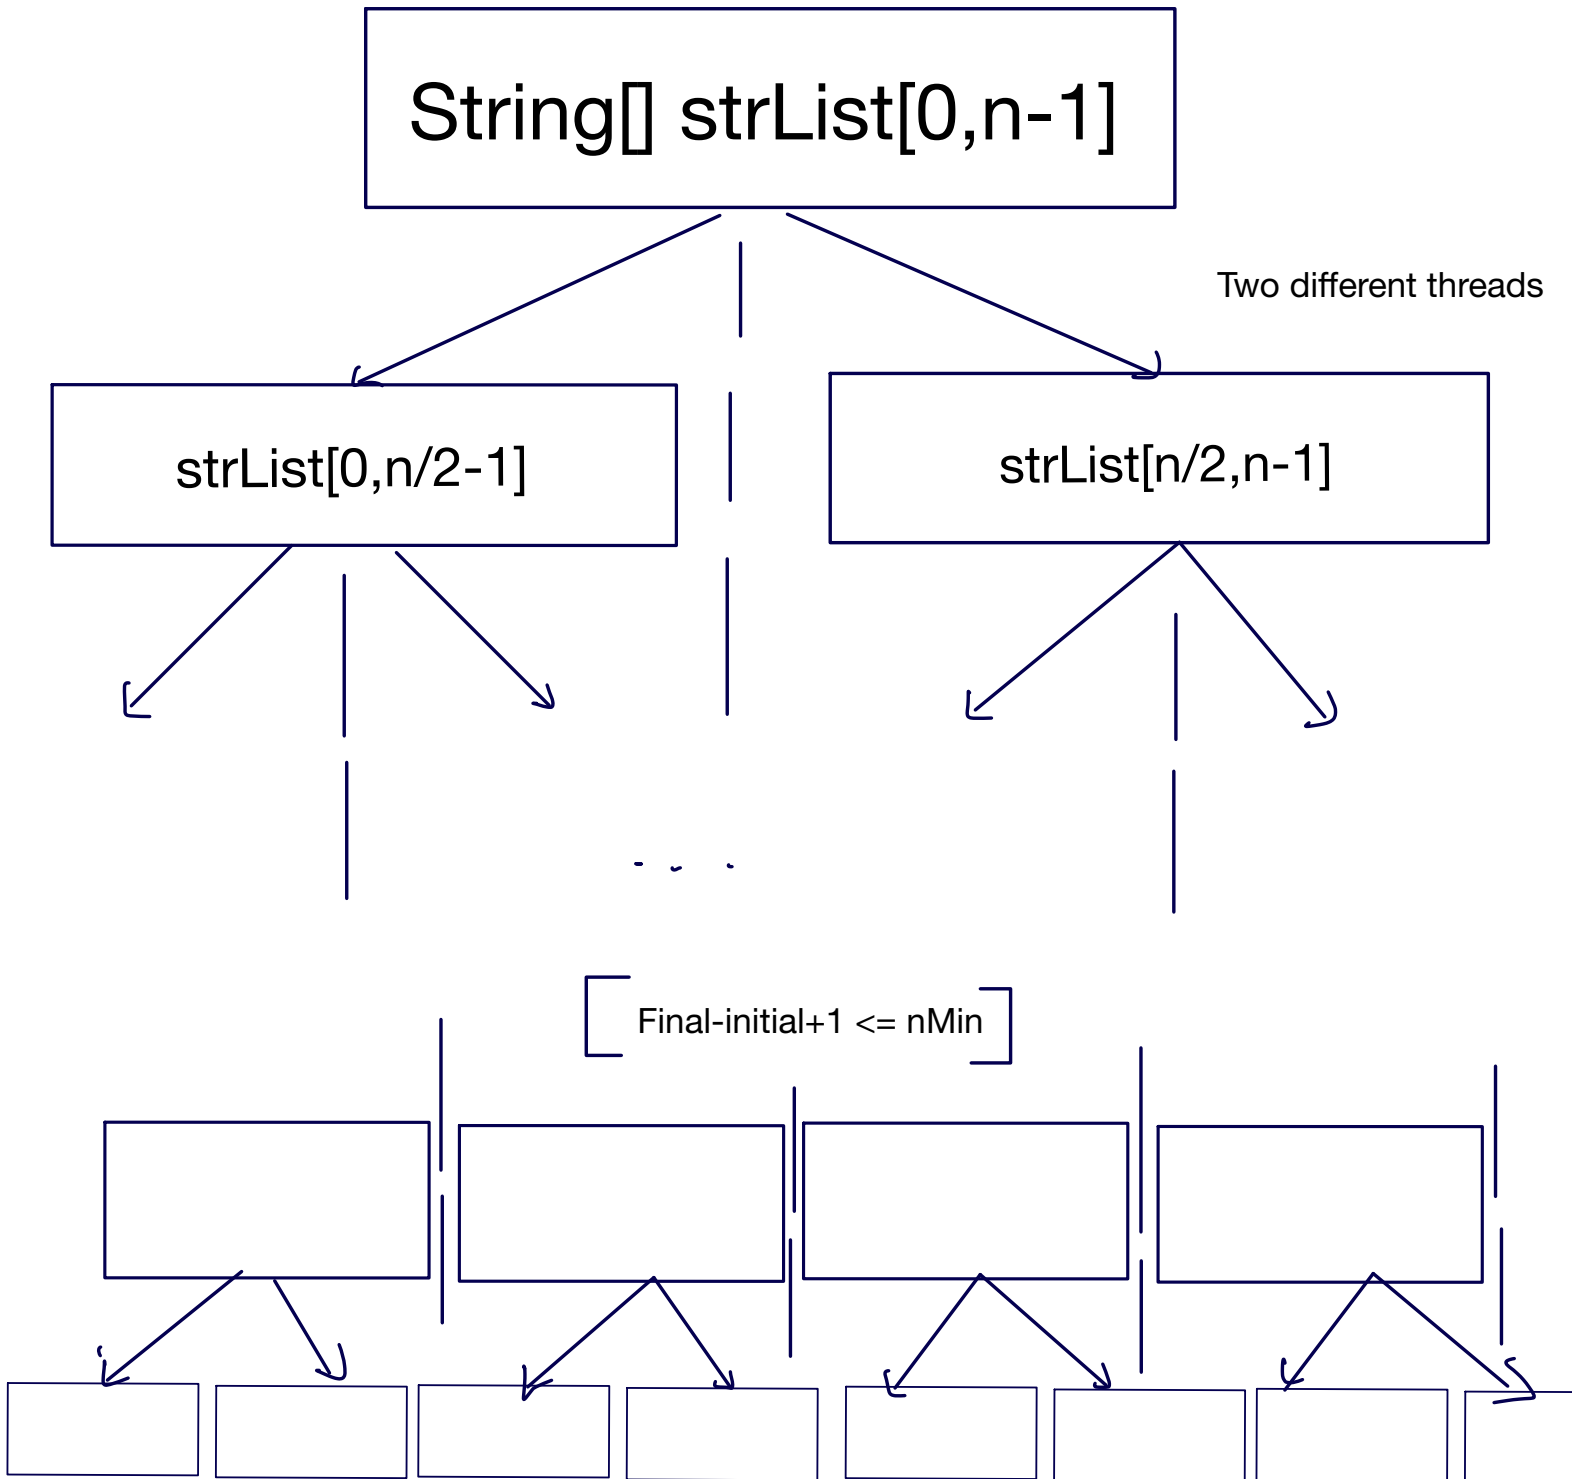 String[] strList[0,n-1]
Two different threads
strList[0,n/2-1]
strList[n/2,n-1]
Final-initial+1 <= nMin